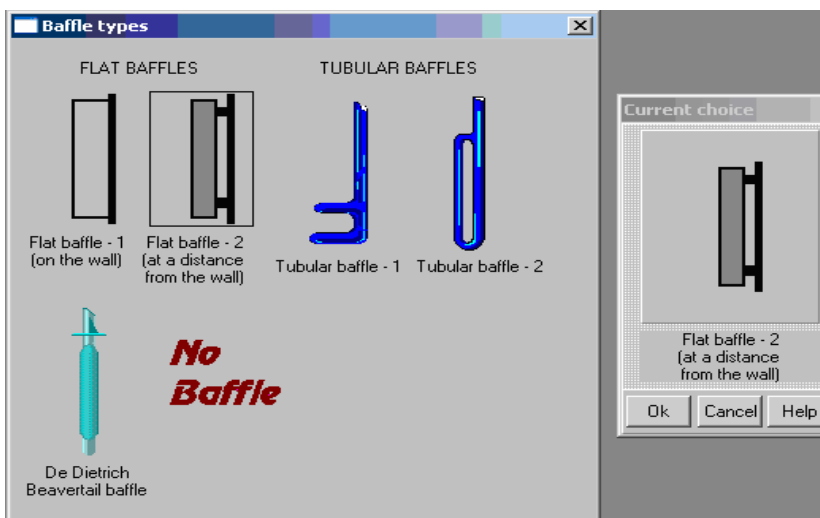 Baffle types
FLAT BAFFLES
TUBULAR BAFFLES
Flat baffle - 1
(on the wall)
Flat baffle - 2
(at a distance
from the wall)
Tubular baffle - 1
Tubular baffle - 2
De Dietrich
Beavertail baffle
No
Baffle
Current choice
Flat baffle - 2
(at a distance
from the wall)
Ok
Cancel
Help